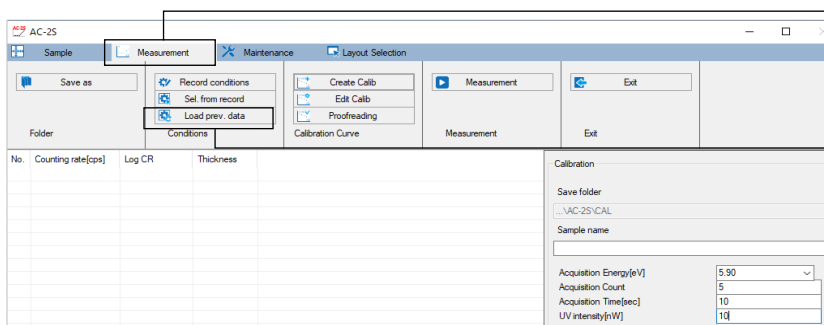 AC-2S AC-2S
Sample Measurement Maintenance Layout Selection
Save as Record conditions Create Calib Measurement Exit
Sel. from record Edit Calib
Load prev. data Proofreading
Folder Conditions Calibration Curve Measurement Exit
No. Counting rate[cps] Log CR Thickness
Calibration
Save folder
...\AC-2S\CAL
Sample name
Acquisition Energy[eV] 5.90
Acquisition Count 5
Acquisition Time[sec] 10
UV intensity[nW] 10